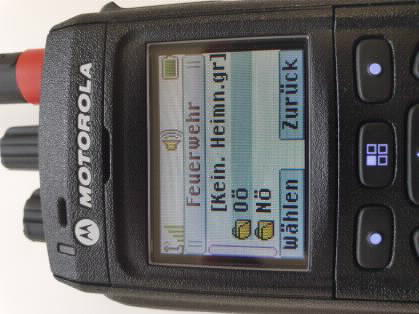 MOTOROLA
Feuerwehr
[Kein. Heimn.gr]
OÖ
NÖ
wählen Zurück